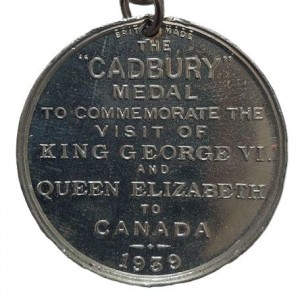 BRITISH MADE
THE
"CADBURY"
MEDAL
TO COMMEMORATE THE
VISIT OF
KING GEORGE VI.
AND
QUEEN ELIZABETH
TO
CANADA
1939